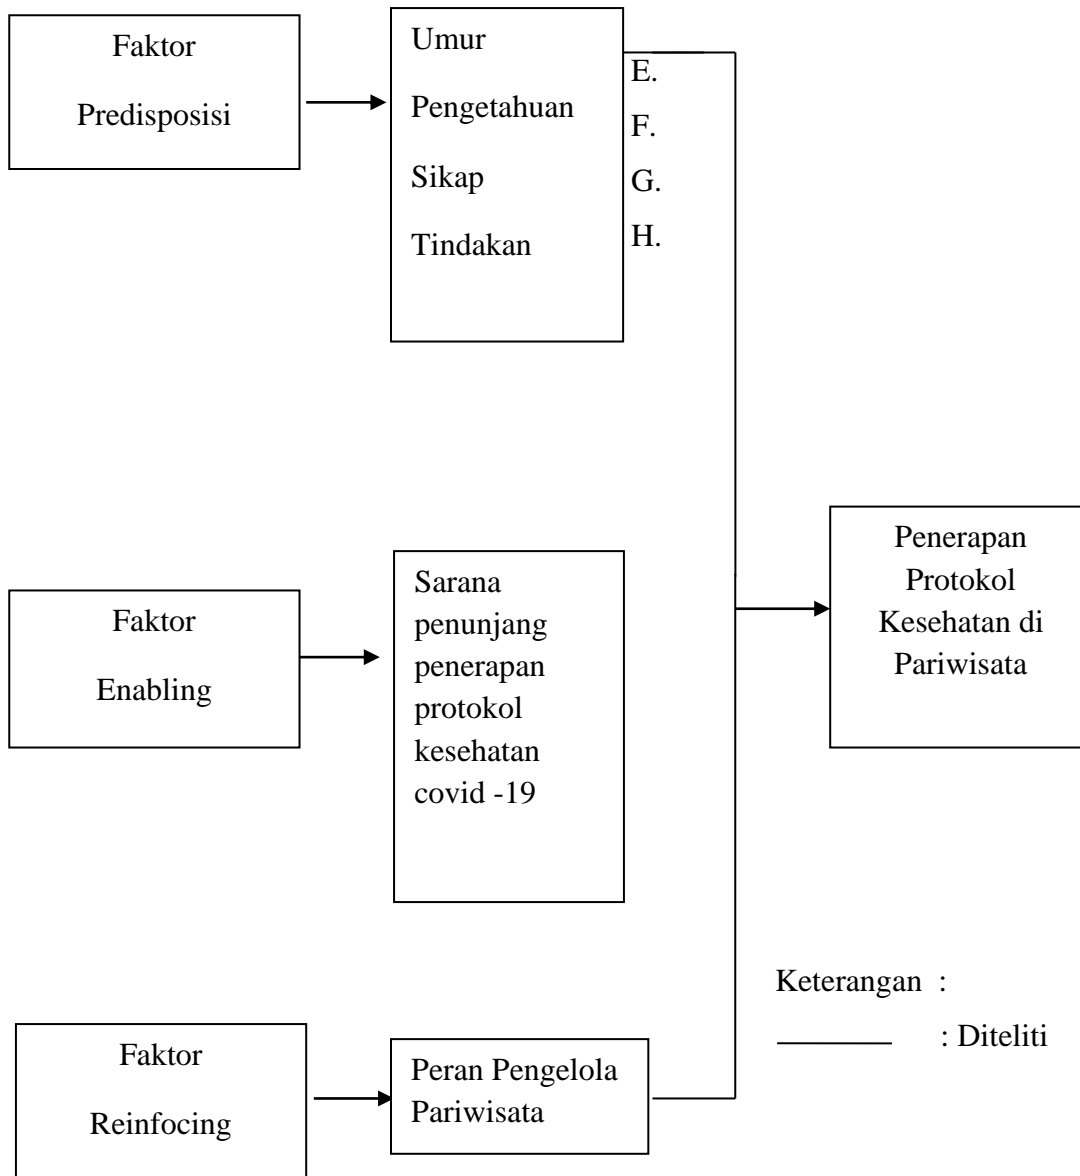 Faktor
Predisposisi
Umur
Pengetahuan
Sikap
Tindakan
E.
F.
G.
H.
Faktor
Enabling
Sarana
penunjang
penerapan
protokol
kesehatan
covid -19
Penerapan
Protokol
Kesehatan di
Pariwisata
Faktor
Reinfocing
Peran Pengelola
Pariwisata
Keterangan :
: Diteliti